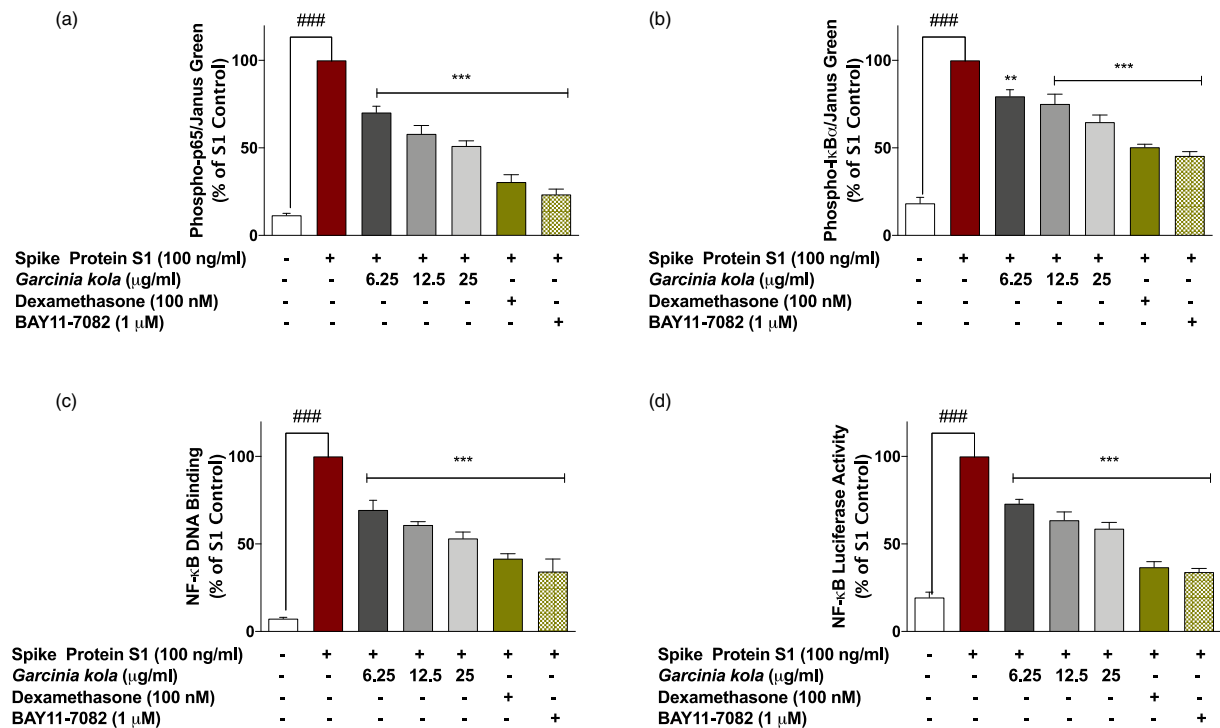 (a)
###
Phospho-p65/Janus Green
(% of S1 Control)
100
50
0
***
Spike Protein S1 (100 ng/ml) - + + + + + +
Garcinia kola (μg/ml) - - 6.25 12.5 25 - -
Dexamethasone (100 nM) - - - - - + -
BAY11-7082 (1 μM) - - - - - - +
(b)
###
Phospho-IκBα/Janus Green
(% of S1 Control)
100
50
0
**
***
Spike Protein S1 (100 ng/ml) - + + + + + +
Garcinia kola (μg/ml) - - 6.25 12.5 25 - -
Dexamethasone (100 nM) - - - - - + -
BAY11-7082 (1 μM) - - - - - - +
(c)
###
NF-κB DNA Binding
(% of S1 Control)
100
50
0
***
Spike Protein S1 (100 ng/ml) - + + + + + +
Garcinia kola (μg/ml) - - 6.25 12.5 25 - -
Dexamethasone (100 nM) - - - - - + -
BAY11-7082 (1 μM) - - - - - - +
(d)
###
NF-κB Luciferase Activity
(% of S1 Control)
100
50
0
***
Spike Protein S1 (100 ng/ml) - + + + + + +
Garcinia kola (μg/ml) - - 6.25 12.5 25 - -
Dexamethasone (100 nM) - - - - - + -
BAY11-7082 (1 μM) - - - - - - +